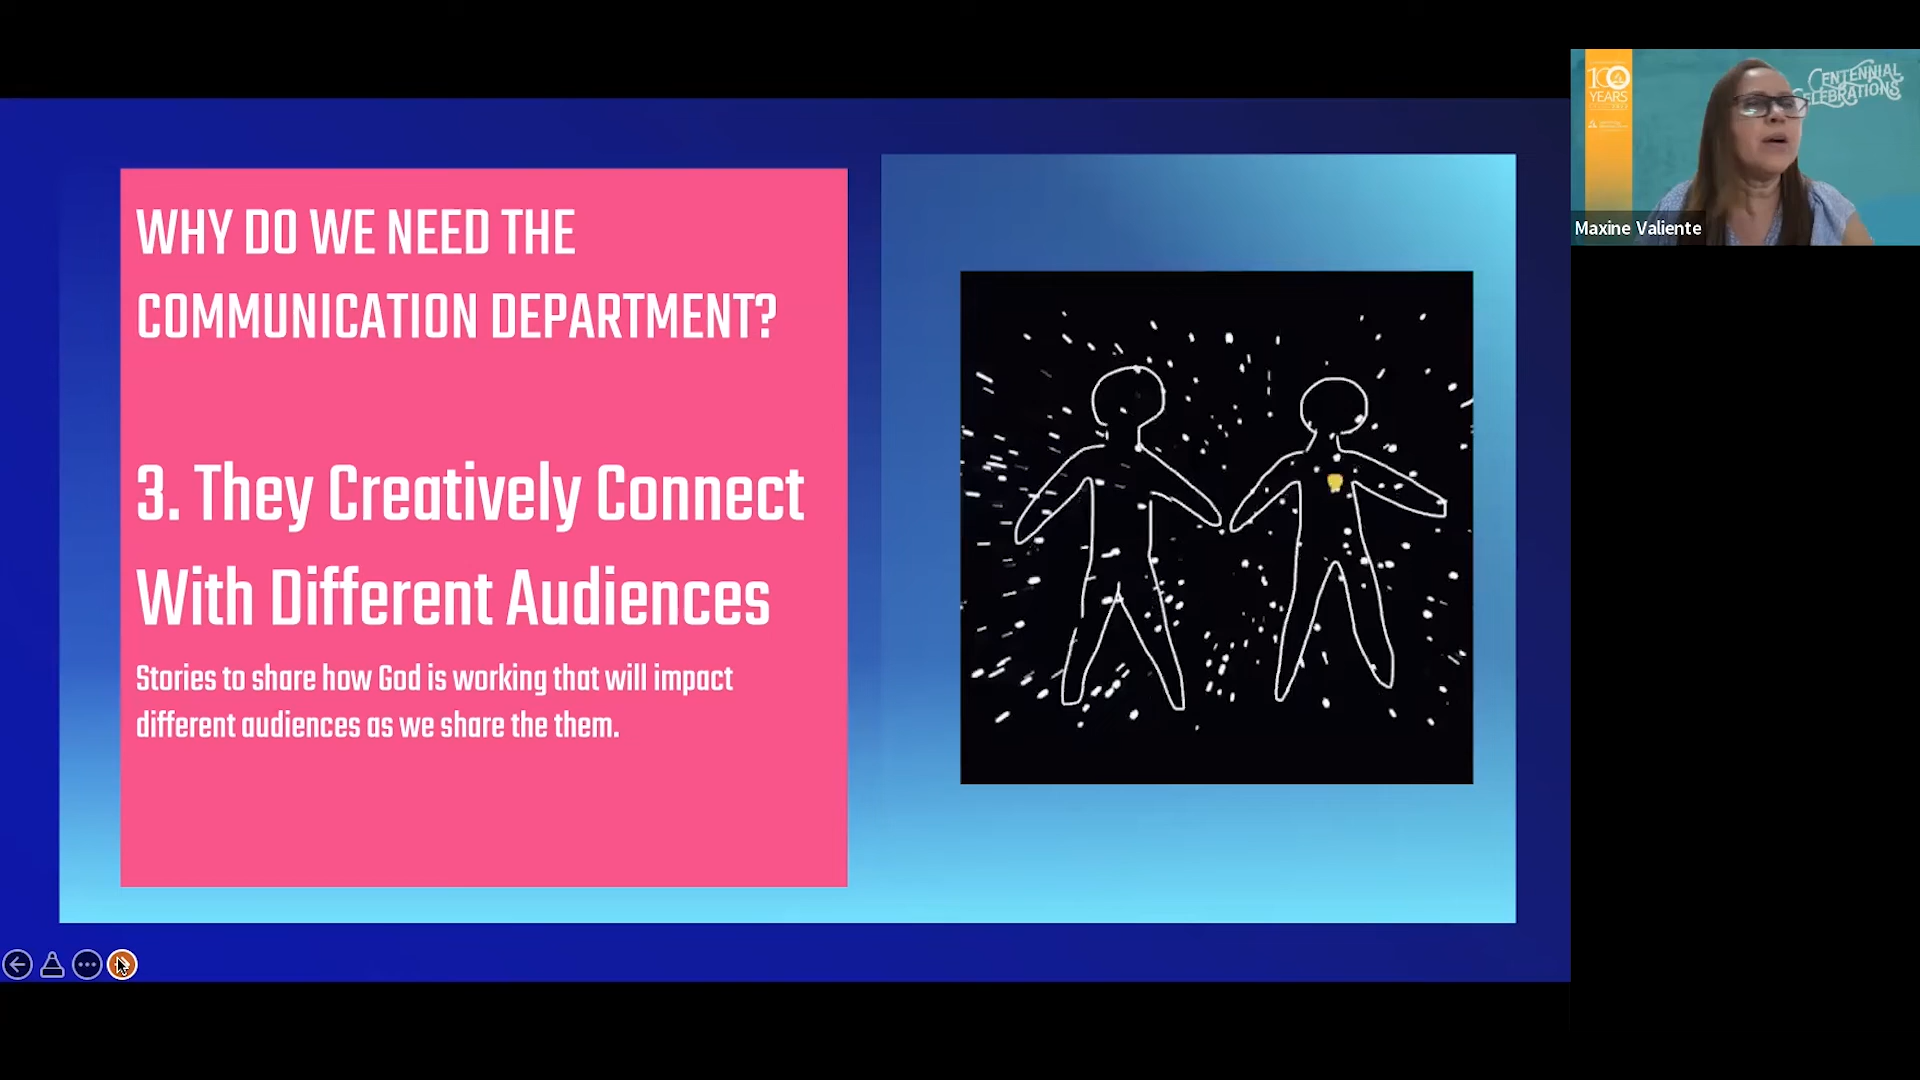 WHY DO WE NEED THE
COMMUNICATION DEPARTMENT?
3. They Creatively Connect
With Different Audiences
Stories to share how God is working that will impact
different audiences as we share the them.
100
YEARS
CENTENNIAL
CELEBRATIONS
Maxine Valiente